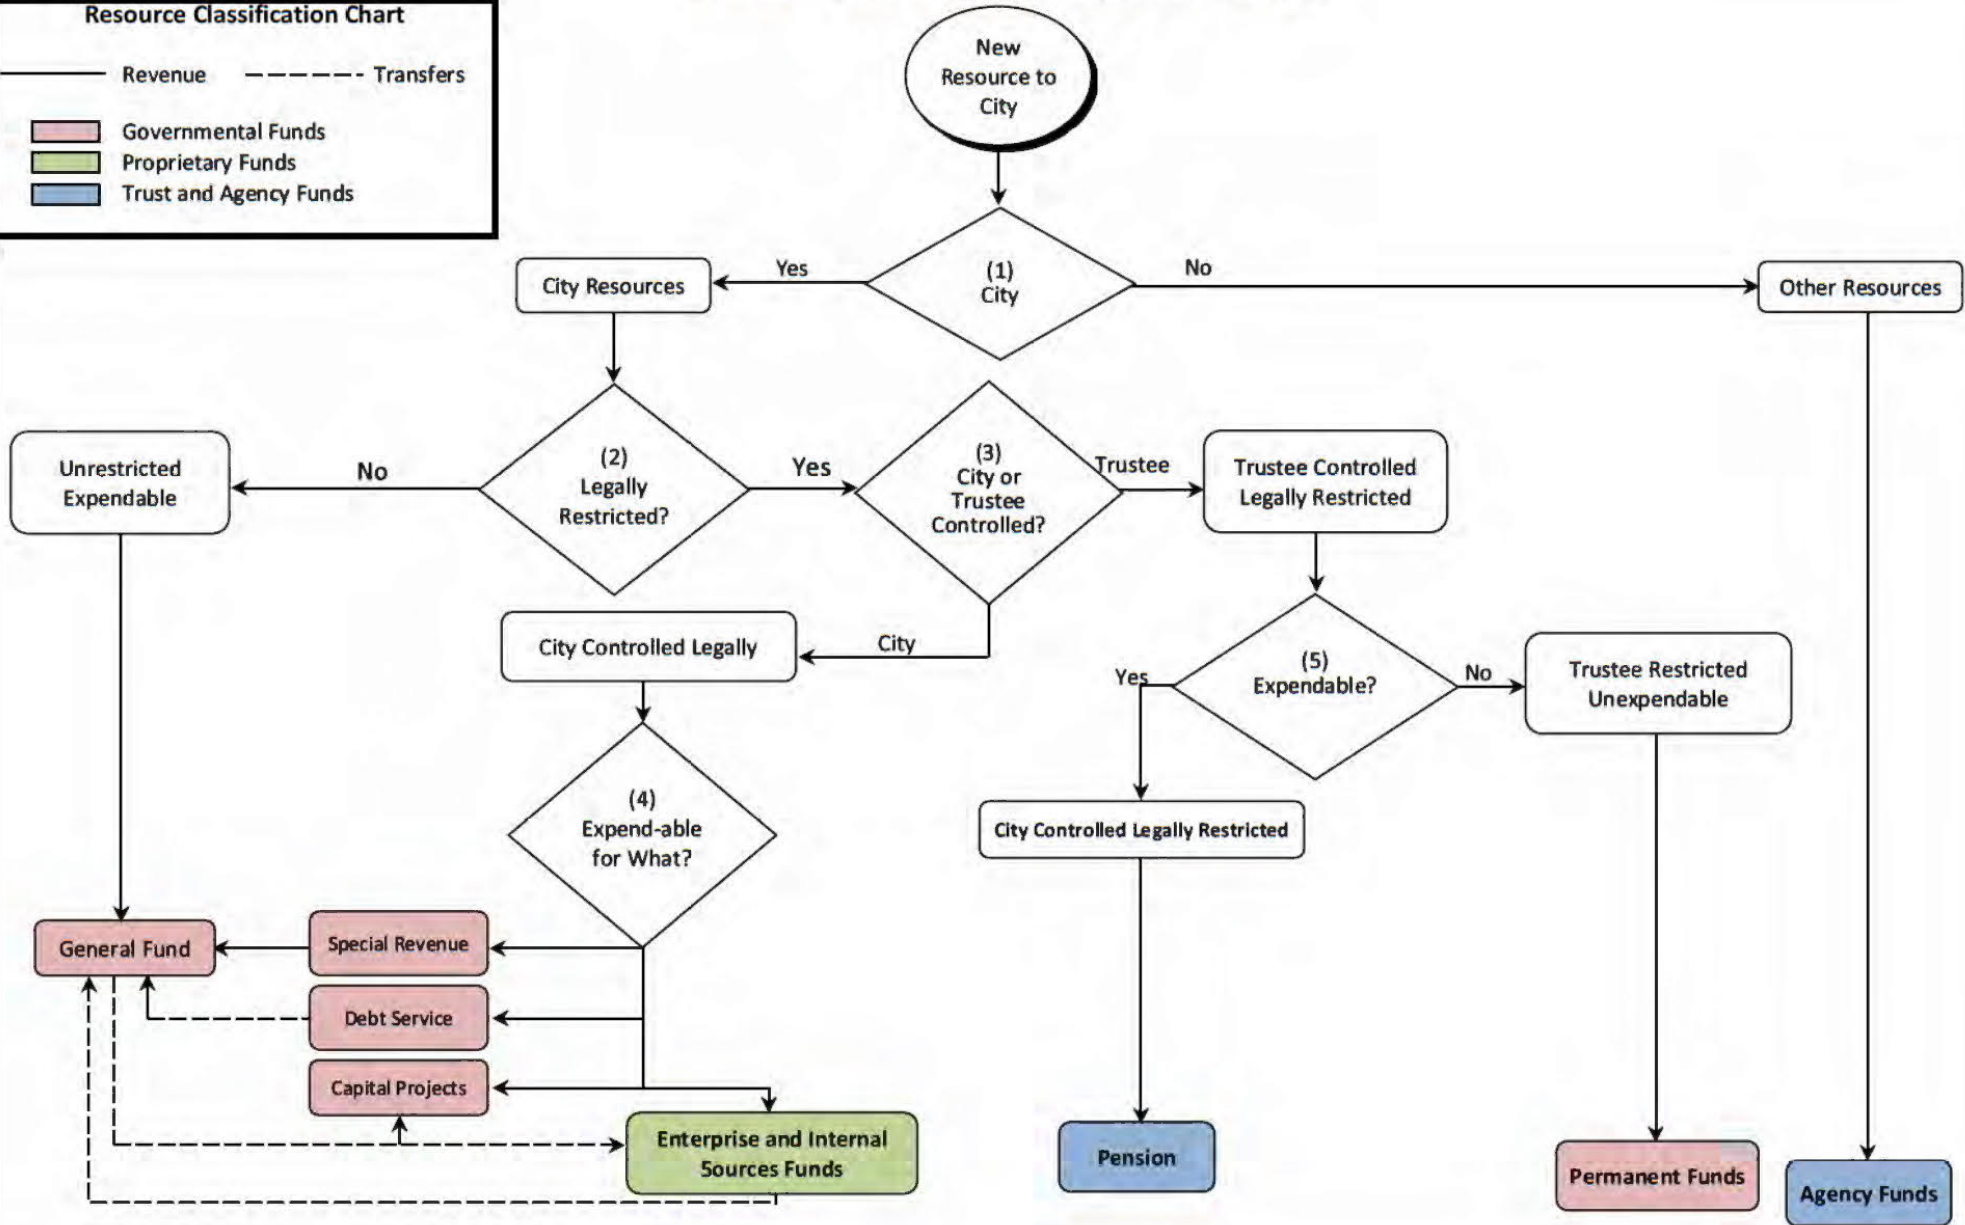 Resource Classification Chart
Revenue
Transfers
Governmental Funds
Proprietary Funds
Trust and Agency Funds
New
Resource to
City
(1)
City
Yes
No
City Resources
Other Resources
(2)
Legally
Restricted?
No
Yes
Unrestricted
Expendable
(3)
City or
Trustee
Controlled?
Trustee
City
Trustee Controlled
Legally Restricted
City Controlled Legally
(5)
Expendable?
Yes
No
Trustee Restricted
Unexpendable
(4)
Expend-able
for What?
City Controlled Legally Restricted
General Fund
Special Revenue
Debt Service
Capital Projects
Enterprise and Internal
Sources Funds
Pension
Permanent Funds
Agency Funds